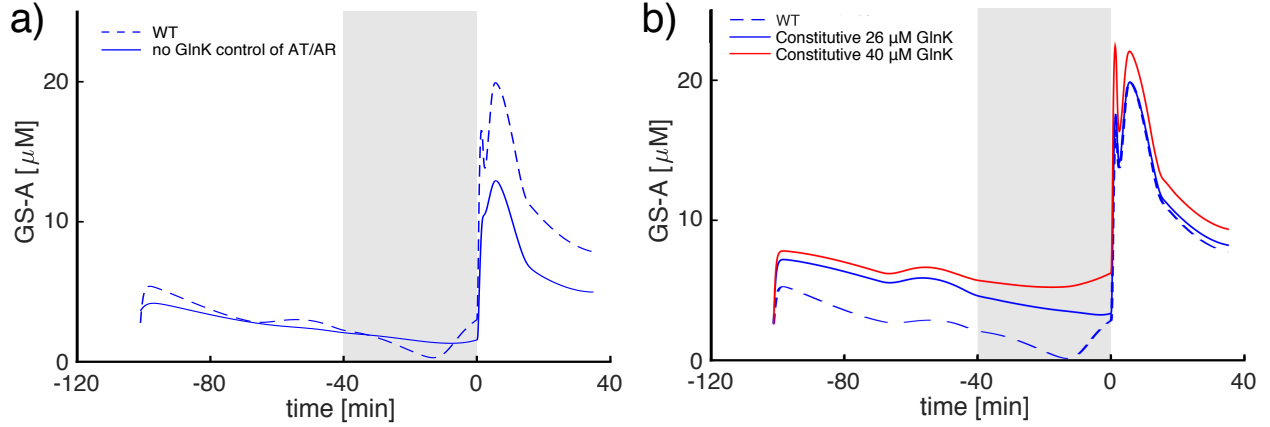 a)
WT
no GlnK control of AT/AR
GS-A [μM]
20
10
0
-120
-80
-40
0
40
time [min]
b)
WT
Constitutive 26 μM GlnK
Constitutive 40 μM GlnK
GS-A [μM]
20
10
0
-120
-80
-40
0
40
time [min]